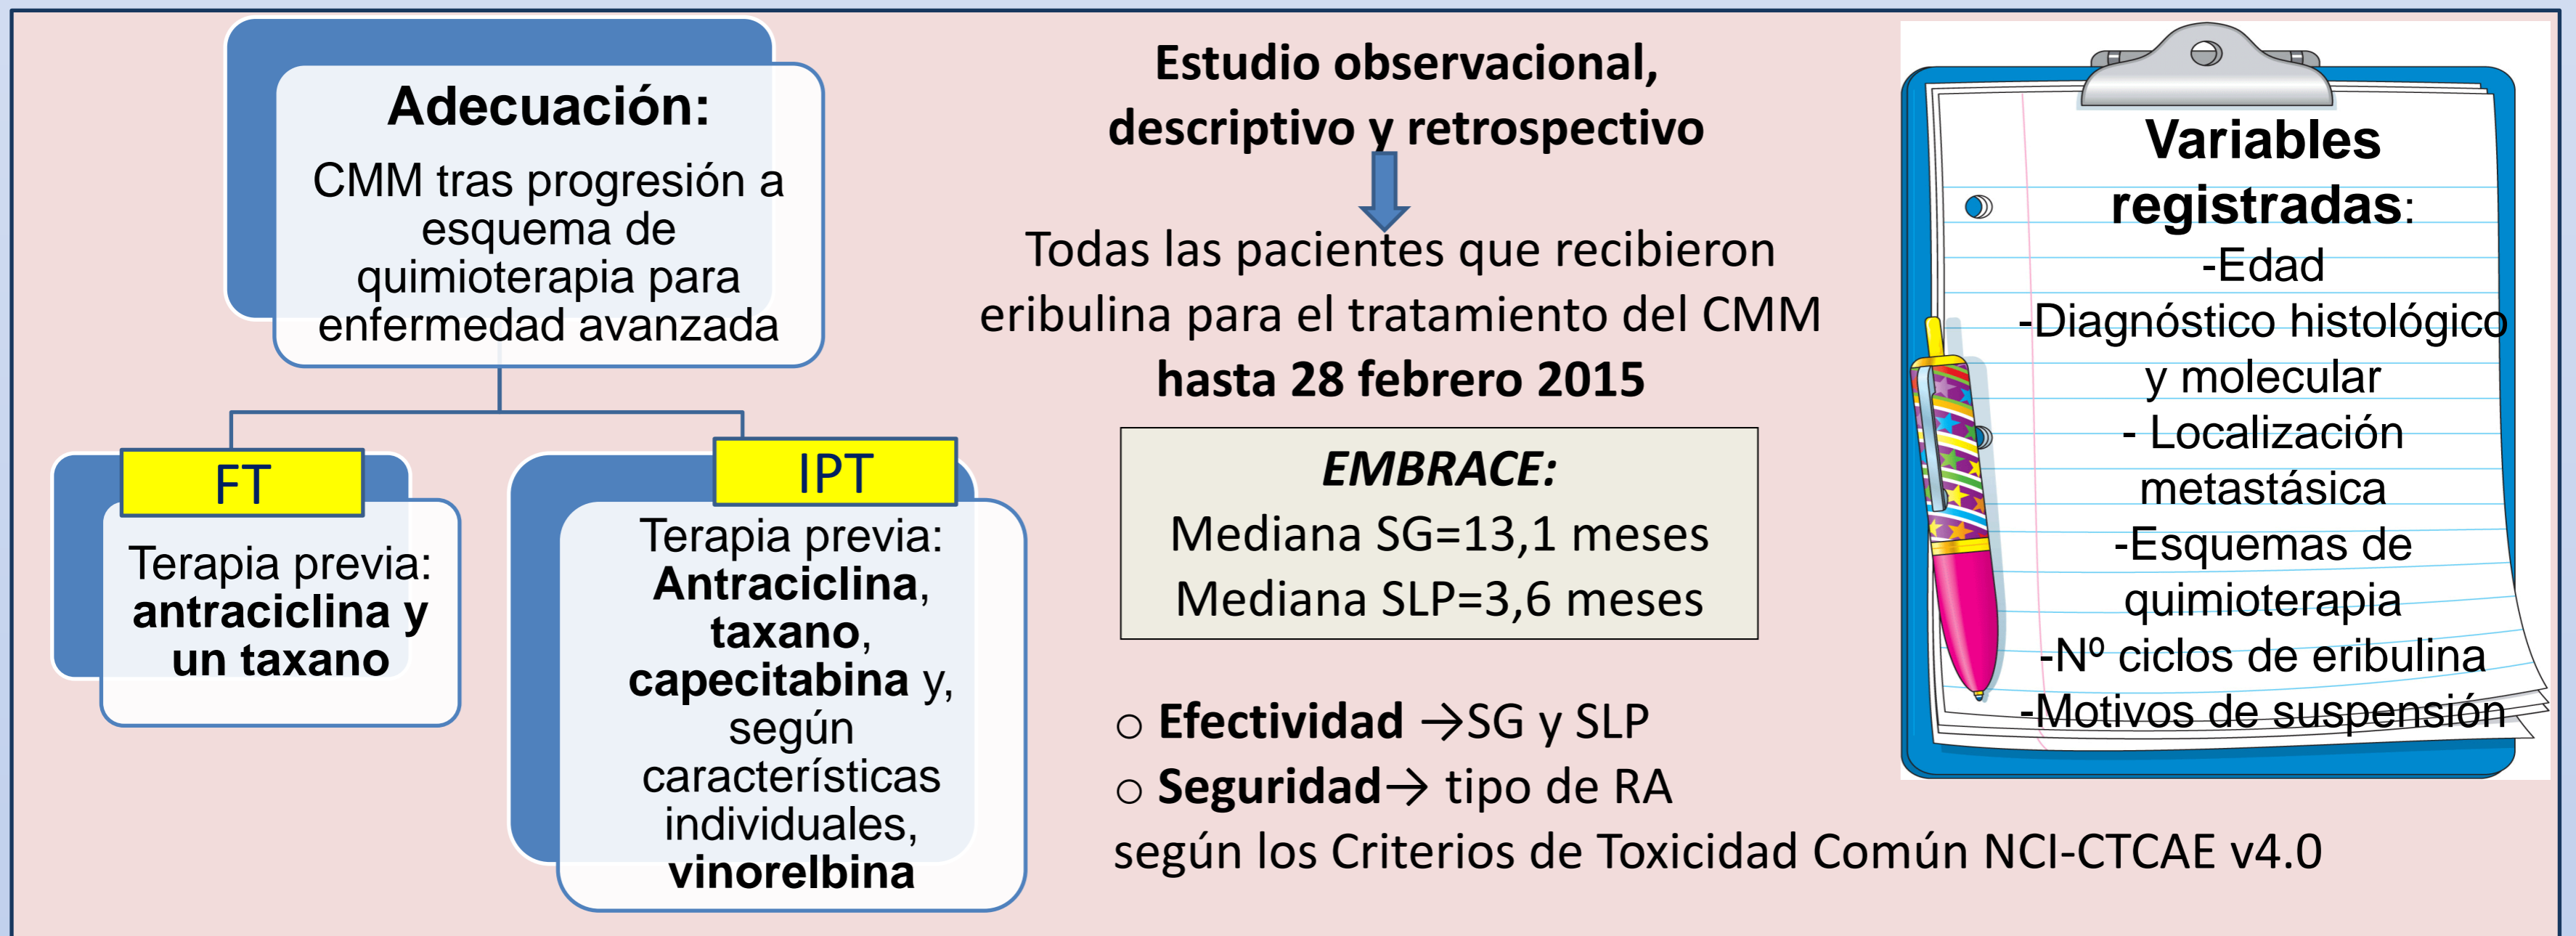 Adecuación:
CMM tras progresión a
esquema de
quimioterapia para
enfermedad avanzada
FT
Terapia previa:
antraciclina y
un taxano
IPT
Terapia previa:
Antraciclina,
taxano,
capecitabina y,
según
características
individuales,
vinorelbina
Estudio observacional,
descriptivo y retrospectivo
Todas las pacientes que recibieron
eribulina para el tratamiento del CMM
hasta 28 febrero 2015
EMBRACE:
Mediana SG=13,1 meses
Mediana SLP=3,6 meses
o Efectividad →SG y SLP
o Seguridad→ tipo de RA
según los Criterios de Toxicidad Común NCI-CTCAE v4.0
Variables
registradas:
-Edad
-Diagnóstico histológico
y molecular
- Localización
metastásica
-Esquemas de
quimioterapia
-Nº ciclos de eribulina
-Motivos de suspensión